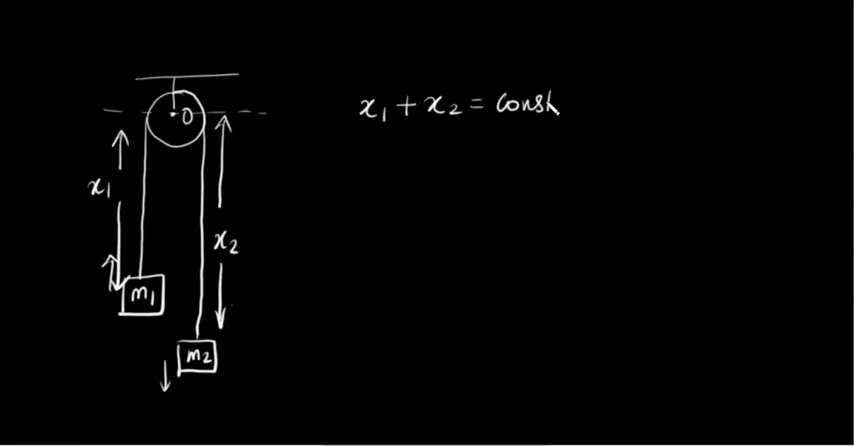 O
x₁ + x₂ = const
x₁
x₂
m₁
m₂